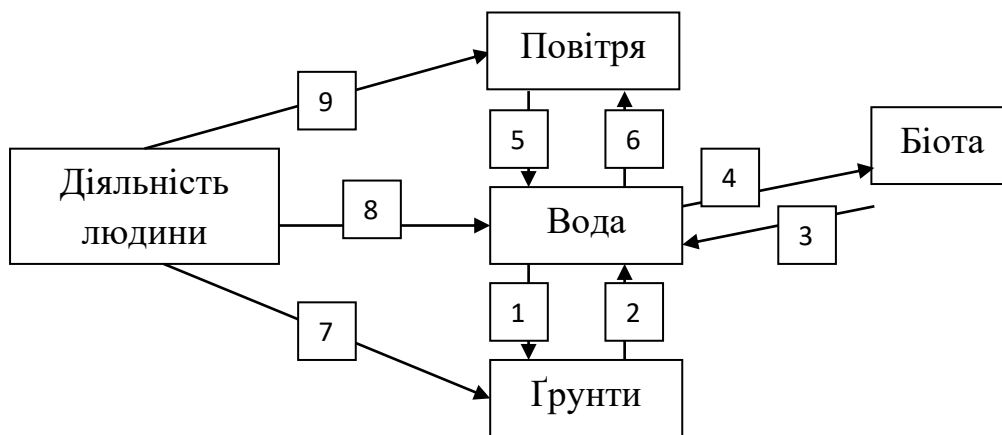 Повітря
9
5
6
Біота
Діяльність
людини
4
8
Вода
3
1
2
7
Ґрунти